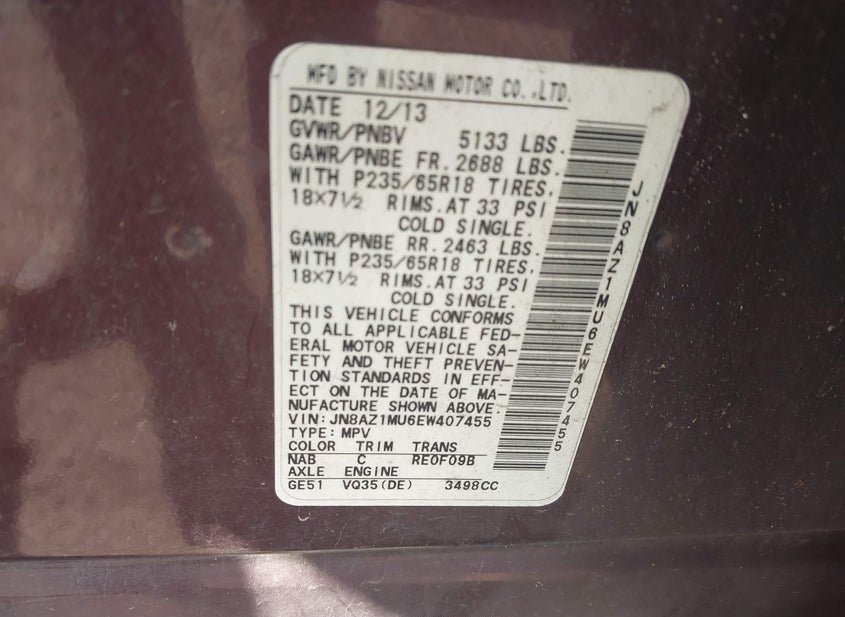 MFD BY NISSAN MOTOR CO.,LTD.
DATE 12/13
GVWR/PNBV 5133 LBS.
GAWR/PNBE FR. 2688 LBS.
WITH P235/65R18 TIRES.
18×7½ RIMS.AT 33 PSI
COLD SINGLE.
GAWR/PNBE RR. 2463 LBS.
WITH P235/65R18 TIRES.
18×7½ RIMS.AT 33 PSI
COLD SINGLE.
THIS VEHICLE CONFORMS
TO ALL APPLICABLE FED-
ERAL MOTOR VEHICLE SA-
FETY AND THEFT PREVEN-
TION STANDARDS IN EFF-
ECT ON THE DATE OF MA-
NUFACTURE SHOWN ABOVE.
VIN:JN8AZ1MU6EW407455
TYPE:MPV
COLOR TRIM TRANS
NAB C RE0F09B
AXLE ENGINE
GE51 VQ35(DE) 3498CC
JN8AZ1MU6EW407455